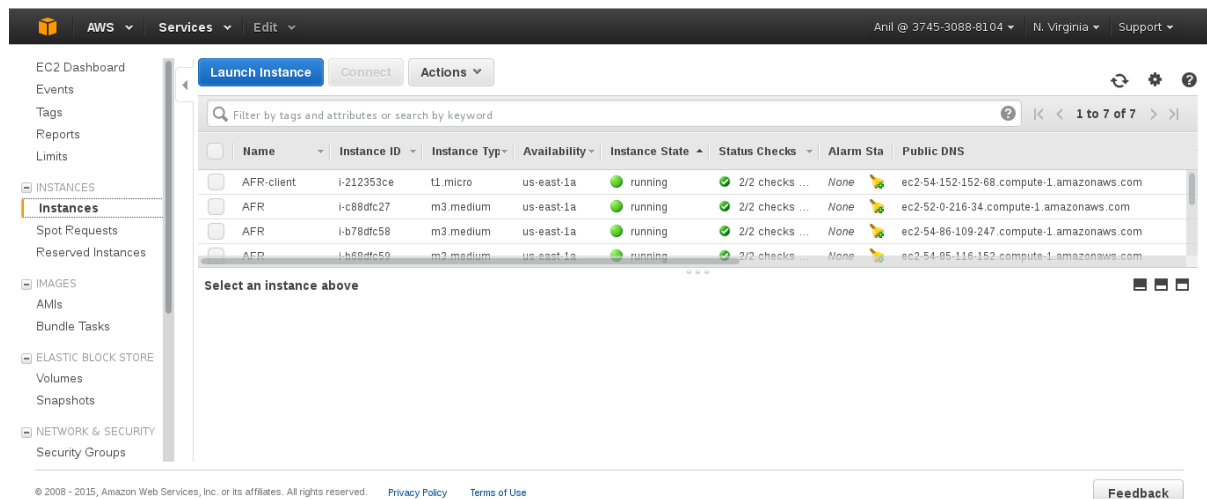 AWS Services Edit Anil @ 3745-3088-8104 N. Virginia Support
EC2 Dashboard
Events
Tags
Reports
Limits
INSTANCES
Instances
Spot Requests
Reserved Instances
IMAGES
AMIs
Bundle Tasks
ELASTIC BLOCK STORE
Volumes
Snapshots
NETWORK & SECURITY
Security Groups
Launch Instance Connect Actions
Filter by tags and attributes or search by keyword 1 to 7 of 7
Name Instance ID Instance Typ Availability Instance State Status Checks Alarm Sta Public DNS
AFR-client i-212353ce t1.micro us-east-1a running 2/2 checks ... None ec2-54-152-152-68.compute-1.amazonaws.com
AFR i-c88dfc27 m3.medium us-east-1a running 2/2 checks ... None ec2-52-0-216-34.compute-1.amazonaws.com
AFR i-b78dfc58 m3.medium us-east-1a running 2/2 checks ... None ec2-54-86-109-247.compute-1.amazonaws.com
AFR i-b68dfc59 m3.medium us-east-1a running 2/2 checks ... None ec2-54-85-116-152.compute-1.amazonaws.com
Select an instance above
© 2008 - 2015, Amazon Web Services, Inc. or its affiliates. All rights reserved. Privacy Policy Terms of Use Feedback